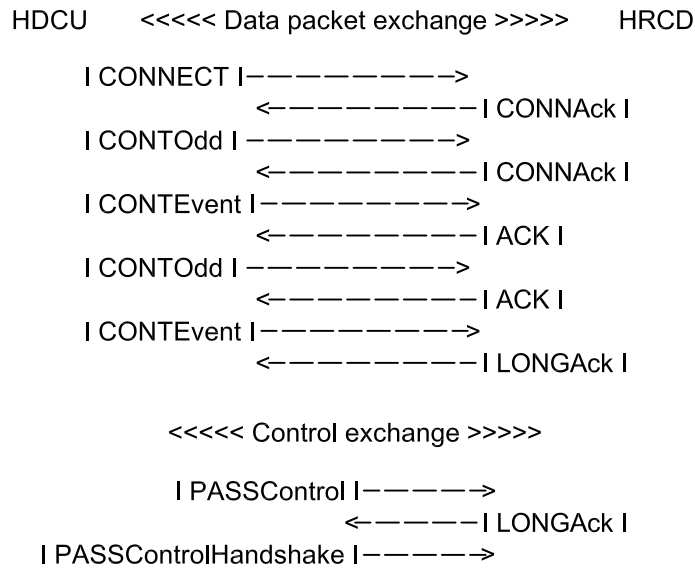 HDCU <<<<< Data packet exchange >>>>> HRCD
I CONNECT I————————>
<————————I CONNAck I
I CONTOdd I ————————>
<————————I CONNAck I
I CONTEvent I————————>
<————————I ACK I
I CONTOdd I ————————>
<————————I ACK I
I CONTEvent I————————>
<————————I LONGAck I
<<<<< Control exchange >>>>>
I PASSControl I—————>
<—————I LONGAck I
I PASSControlHandshake I—————>